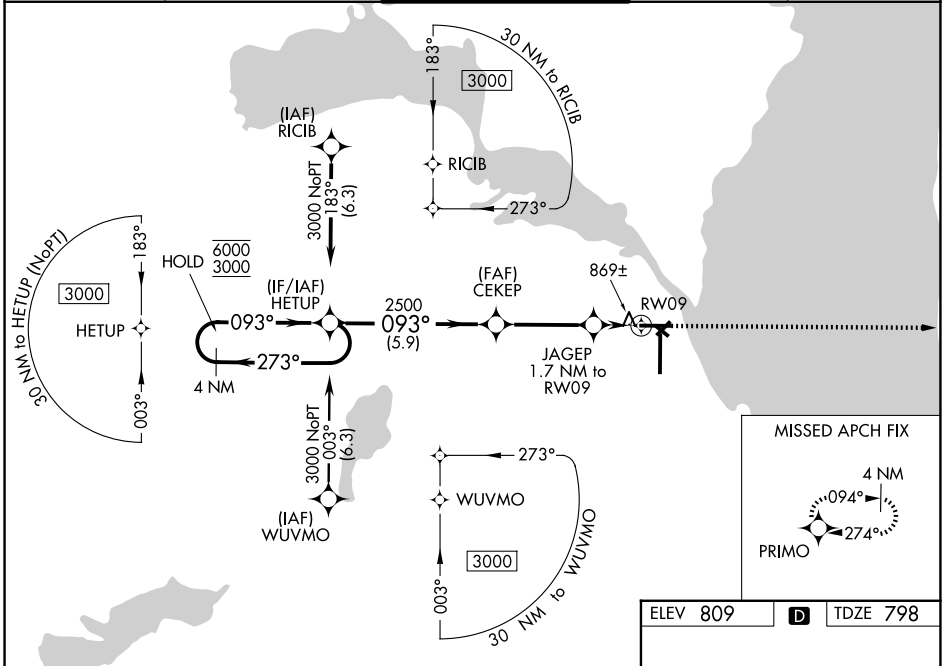 30 NM to RICIB
183°
3000
RICIB
273°
(IAF)
RICIB
3000 NoPT
183°
(6.3)
30 NM to HETUP (NoPT)
183°
3000
HETUP
003°
HOLD
6000
3000
(IF/IAF)
HETUP
093°
273°
4 NM
2500
093°
(5.9)
(FAF)
CEKEP
869±
RW09
JAGEP
1.7 NM to
RW09
3000 NoPT
003°
(6.3)
(IAF)
WUVMO
273°
WUVMO
3000
003°
30 NM to WUVMO
MISSED APCH FIX
4 NM
094°
274°
PRIMO
ELEV 809
D
TDZE 798